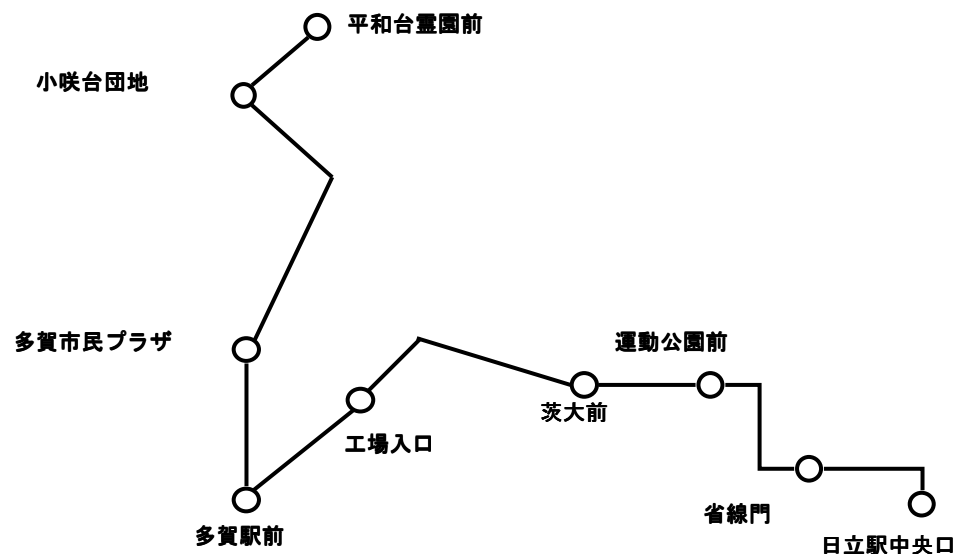 平和台霊園前
小咲台団地
多賀市民プラザ
運動公園前
茨大前
工場入口
省線門
多賀駅前
日立駅中央口